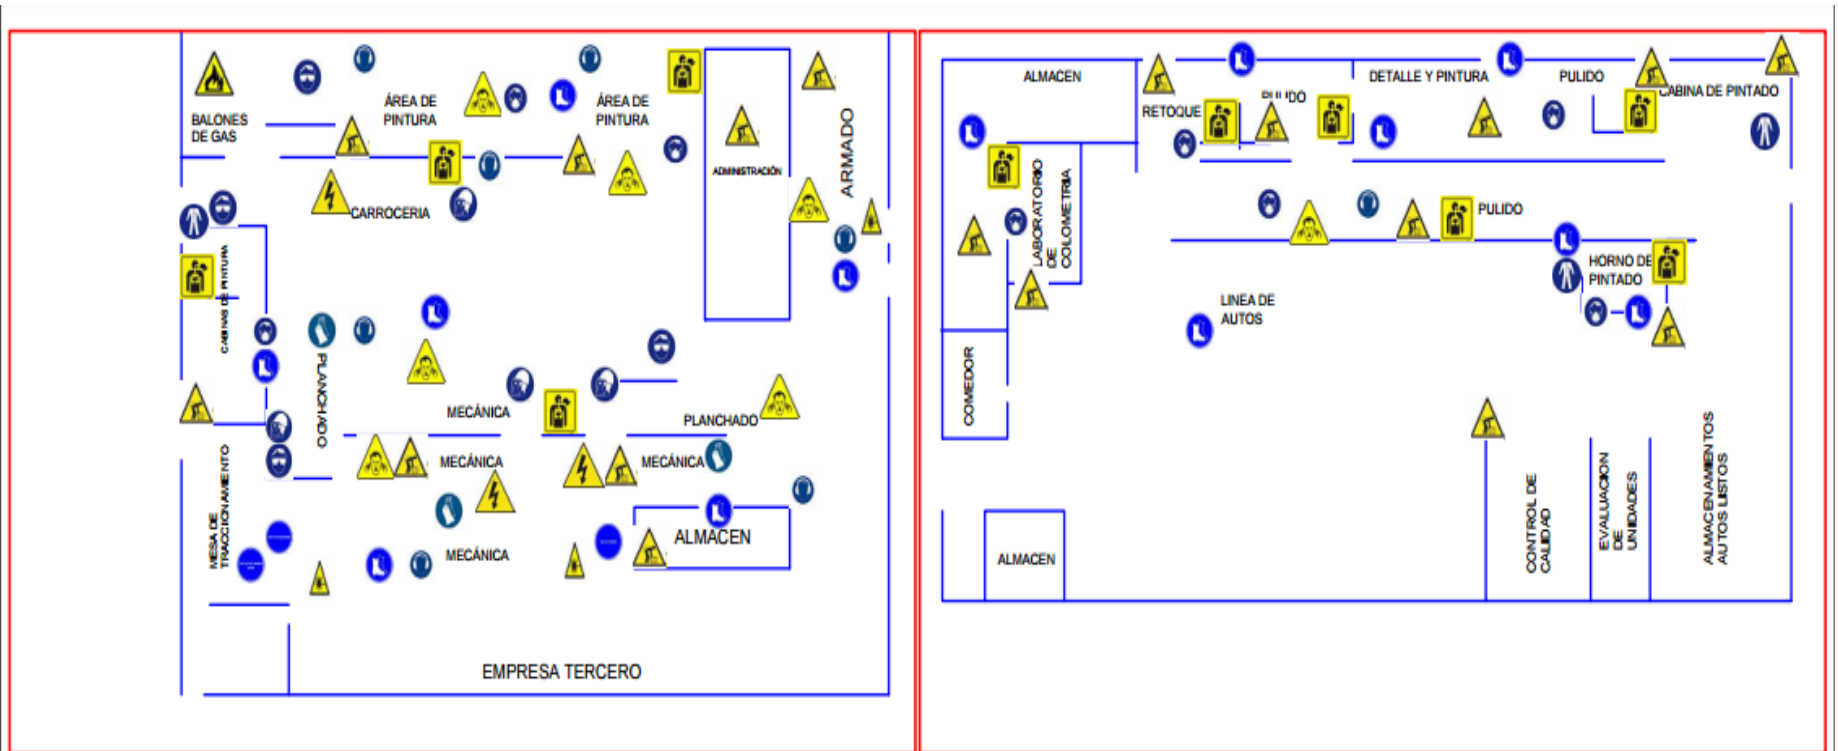 BALONES
DE GAS
ÁREA DE
PINTURA
ÁREA DE
PINTURA
ADMINISTRACIÓN
ARMADO
CARROCERIA
CABINAS DE PINTURA
PLANCHADO
MECÁNICA
PLANCHADO
MECÁNICA
MECÁNICA
MESA DE
TRACCIONAMIENTO
MECÁNICA
ALMACEN
EMPRESA TERCERO
ALMACEN
RETOQUE
DETALLE Y PINTURA
PULIDO
CABINA DE PINTADO
LABORATORIO
DE
COLOMETRIA
PULIDO
HORNO DE
PINTADO
LINEA DE
AUTOS
COMEDOR
ALMACEN
CONTROL DE
CALIDAD
EVALUACION
DE
UNIDADES
ALMACENAMIENTOS
AUTOS LISTOS